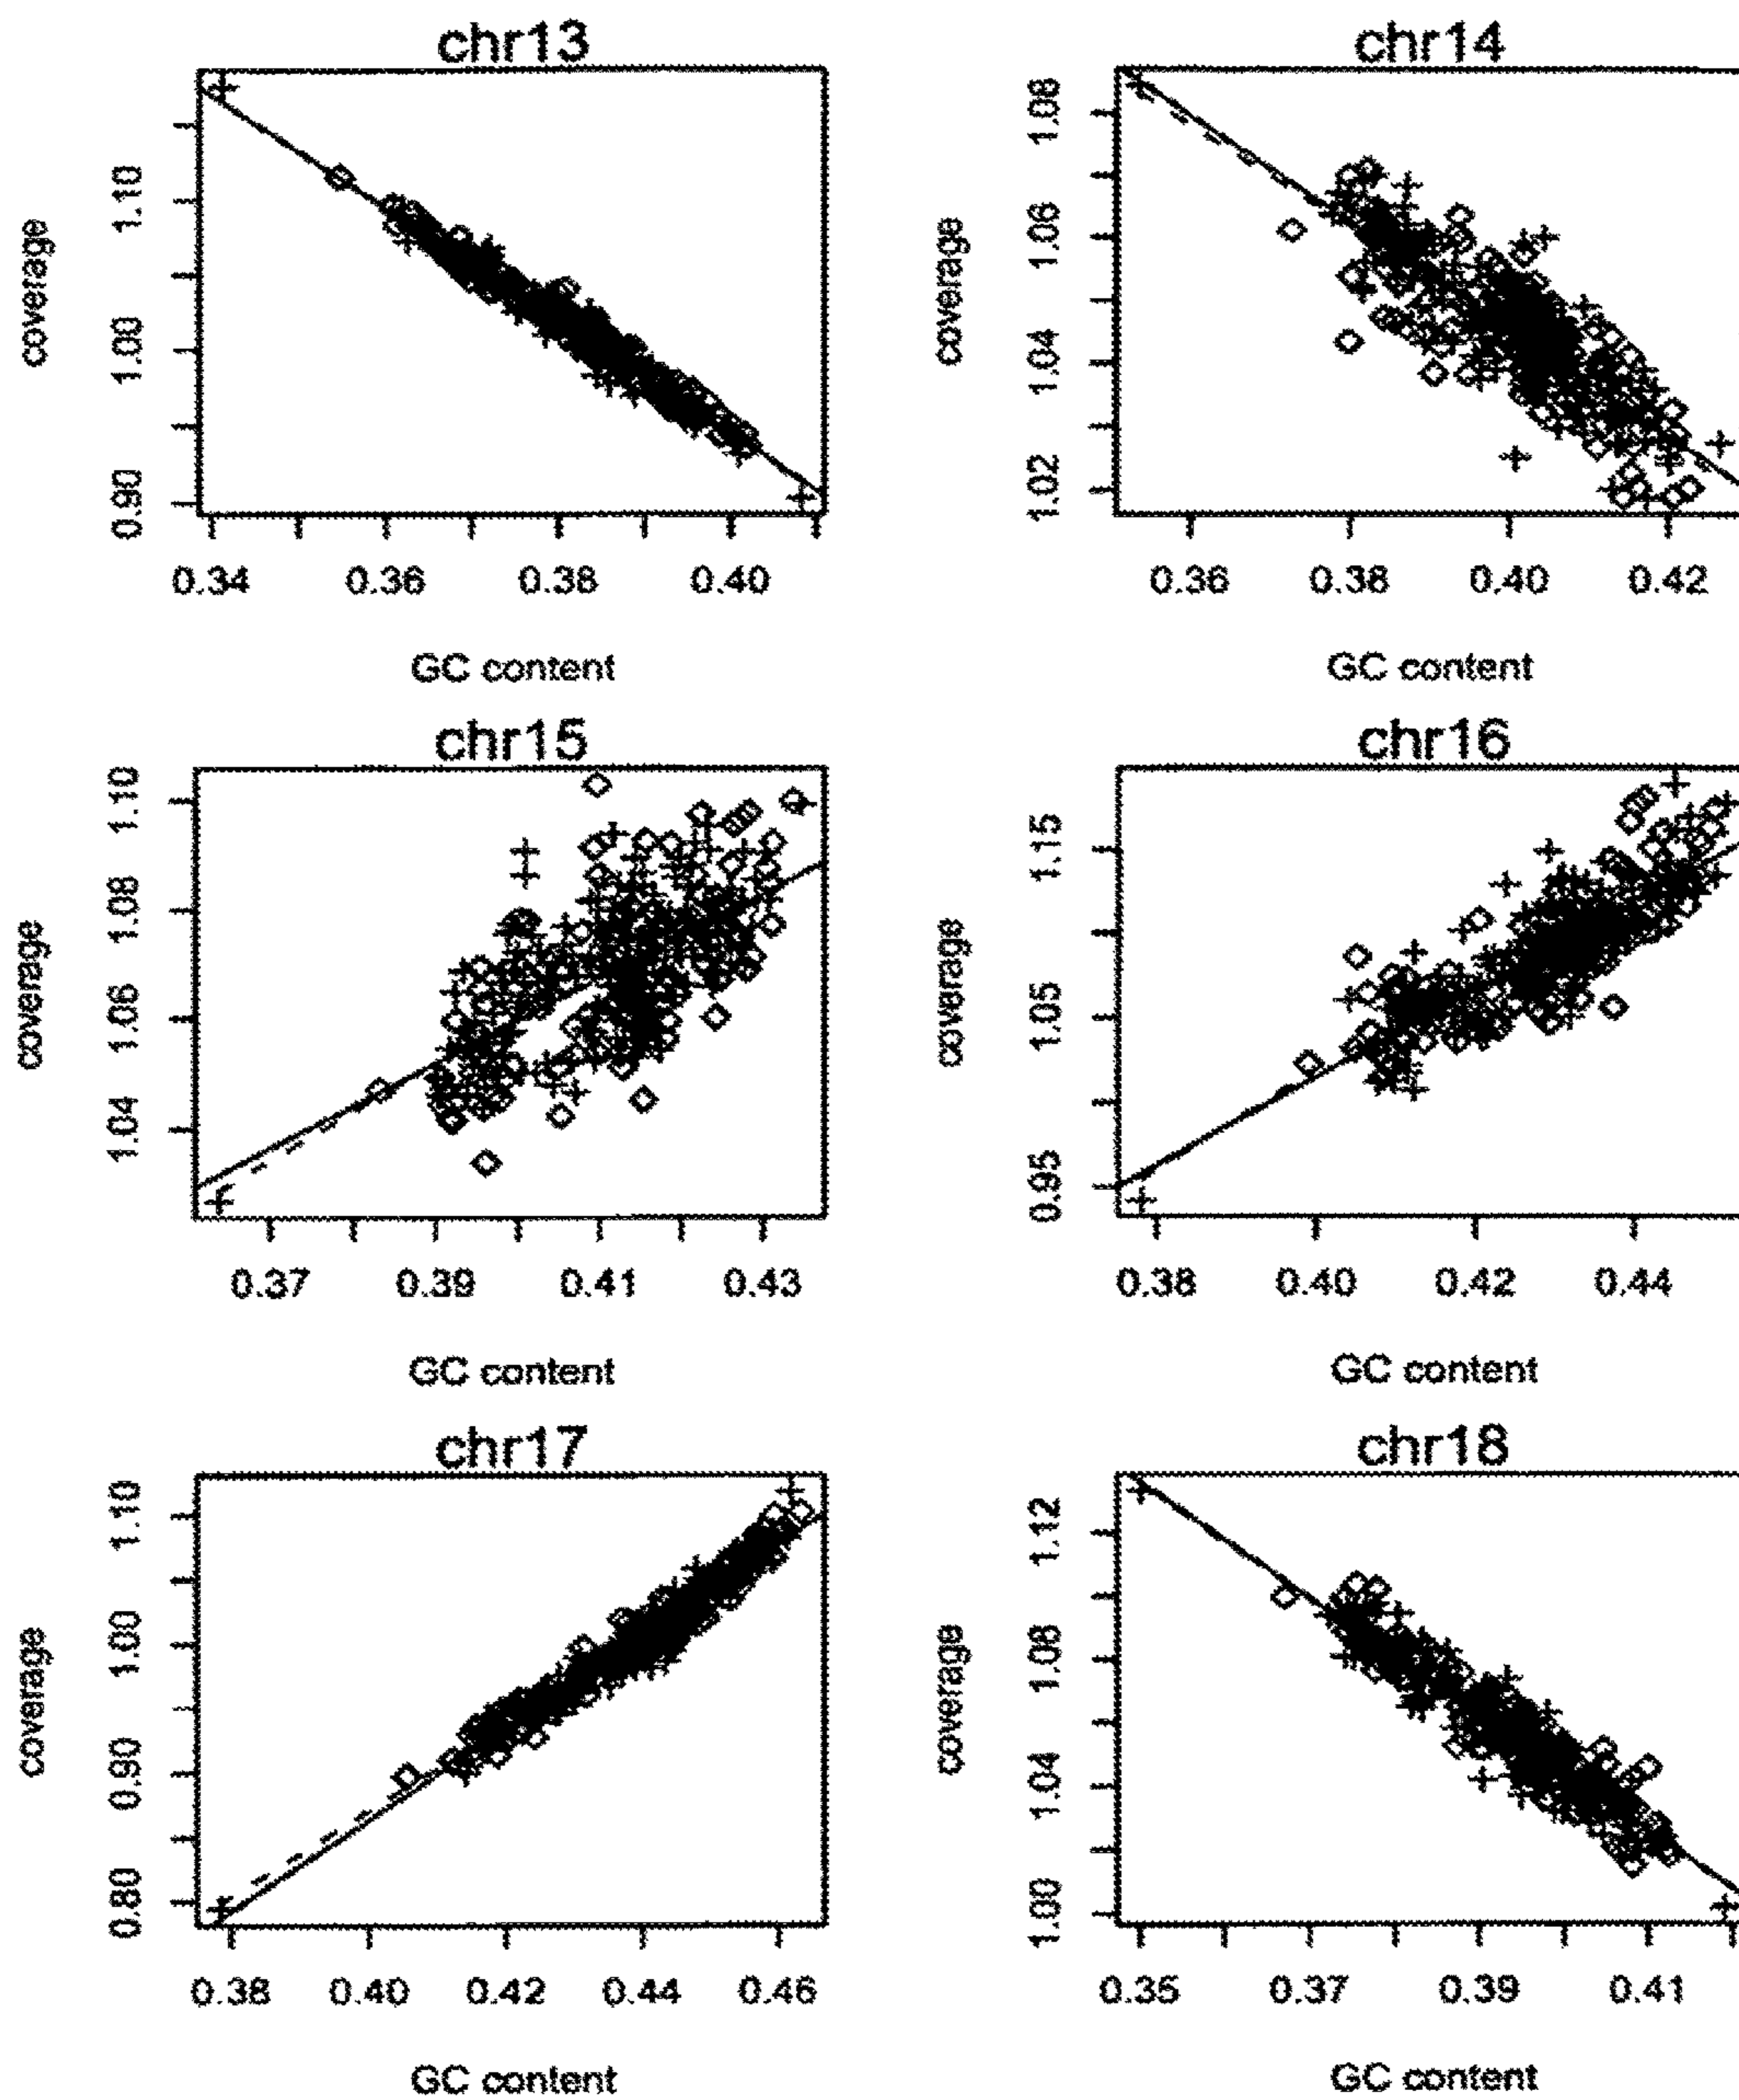 chr13
coverage
1.10
1.00
0.90
0.34 0.36 0.38 0.40
GC content
chr14
coverage
1.08
1.06
1.04
1.02
0.36 0.38 0.40 0.42
GC content
chr15
coverage
1.10
1.08
1.06
1.04
0.37 0.39 0.41 0.43
GC content
chr16
coverage
1.15
1.05
0.95
0.38 0.40 0.42 0.44
GC content
chr17
coverage
1.10
1.00
0.90
0.80
0.38 0.40 0.42 0.44 0.46
GC content
chr18
coverage
1.12
1.08
1.04
1.00
0.35 0.37 0.39 0.41
GC content